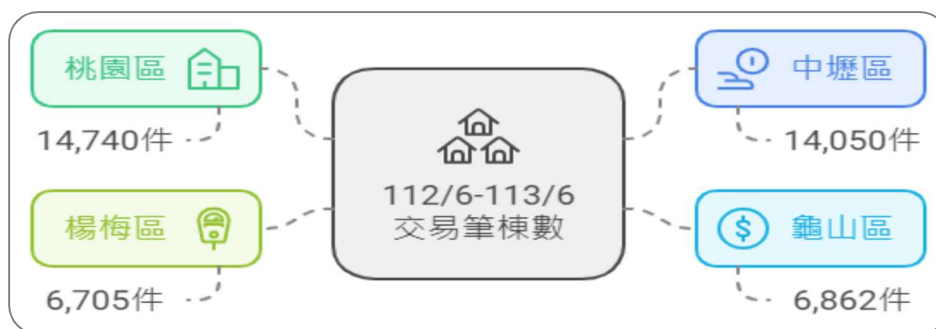 桃園區
14,740件
楊梅區
6,705件
112/6-113/6
交易筆棟數
中壢區
14,050件
龜山區
6,862件